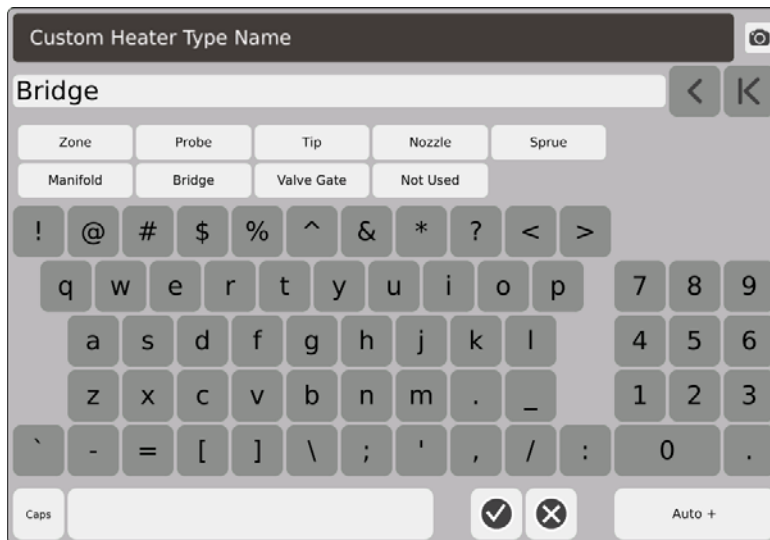 Custom Heater Type Name
Bridge
Zone Probe Tip Nozzle Sprue
Manifold Bridge Valve Gate Not Used
! @ # $ % ^ & * ? < >
q w e r t y u i o p 7 8 9
a s d f g h j k l 4 5 6
z x c v b n m . _ 1 2 3
` - = [ ] \ ; ' , / : 0 .
Caps Auto +